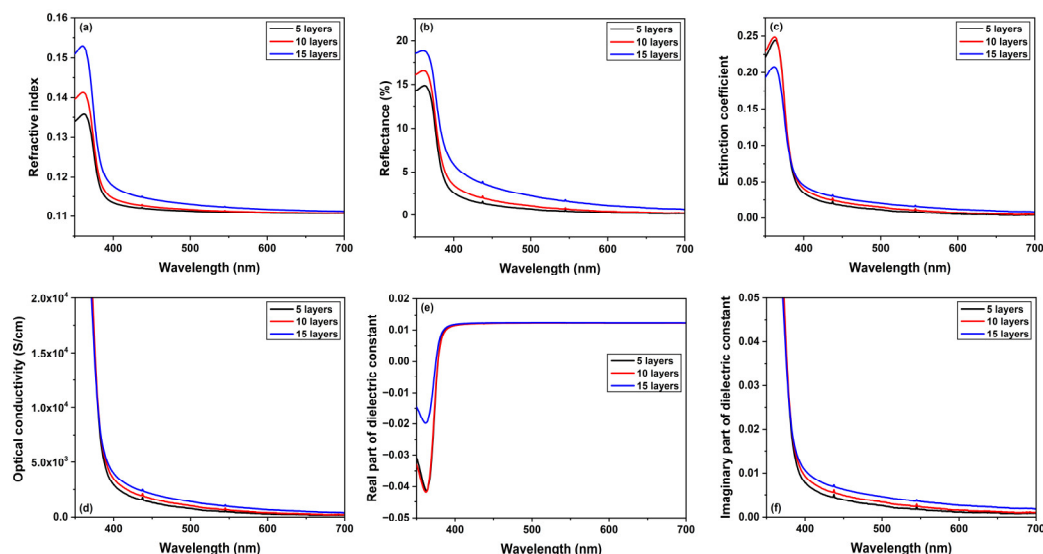 (a)
5 layers
10 layers
15 layers
0.16
0.15
0.14
0.13
0.12
0.11
Refractive index
400
500
600
700
Wavelength (nm)
(b)
5 layers
10 layers
15 layers
20
15
10
5
0
Reflectance (%)
400
500
600
700
Wavelength (nm)
(c)
5 layers
10 layers
15 layers
0.25
0.20
0.15
0.10
0.05
0.00
Extinction coefficient
400
500
600
700
Wavelength (nm)
5 layers
10 layers
15 layers
2.0x10⁴
1.5x10⁴
1.0x10⁴
5.0x10³
0.0
Optical conductivity (S/cm)
(d)
400
500
600
700
Wavelength (nm)
(e)
5 layers
10 layers
15 layers
0.02
0.01
0.00
−0.01
−0.02
−0.03
−0.04
−0.05
Real part of dielectric constant
400
500
600
700
Wavelength (nm)
5 layers
10 layers
15 layers
0.05
0.04
0.03
0.02
0.01
0.00
Imaginary part of dielectric constant
(f)
400
500
600
700
Wavelength (nm)